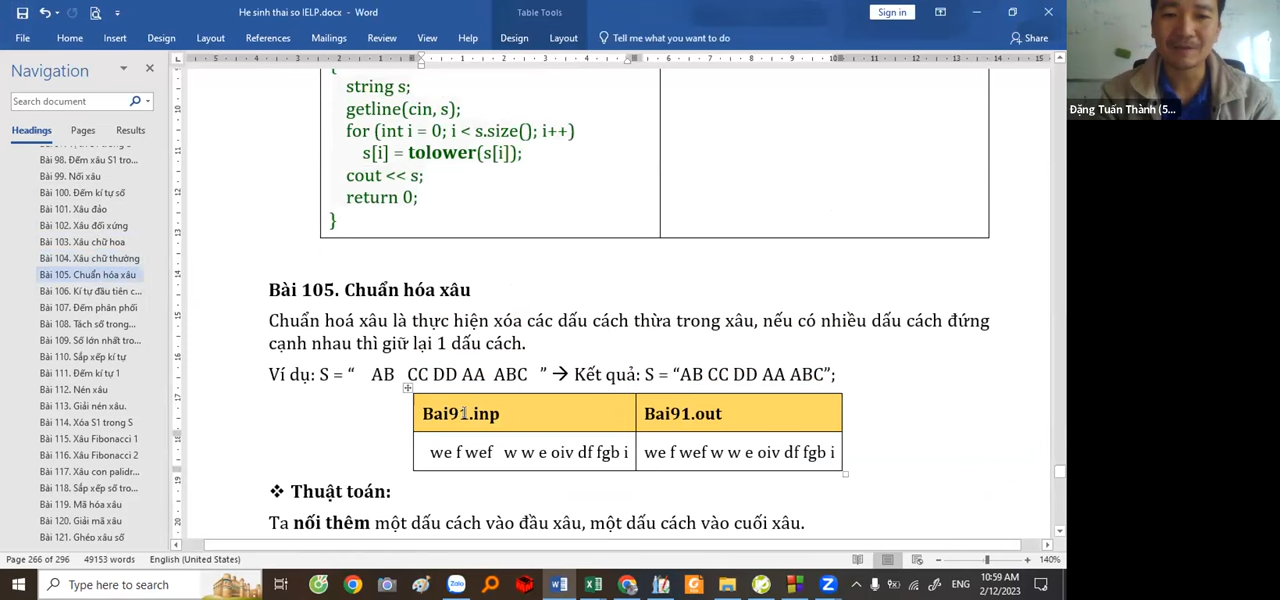 He sinh thai so IELP.docx - Word
Table Tools
Sign in
File
Home
Insert
Design
Layout
References
Mailings
Review
View
Help
Design
Layout
Tell me what you want to do
Share
Navigation
Search document
Headings
Pages
Results
Bài 98. Đếm xâu S1 tro...
Bài 99. Nối xâu
Bài 100. Đếm kí tự số
Bài 101. Xâu đảo
Bài 102. Xâu đối xứng
Bài 103. Xâu chữ hoa
Bài 104. Xâu chữ thường
Bài 105. Chuẩn hóa xâu
Bài 106. Kí tự đầu tiên c...
Bài 107. Đếm phân phối
Bài 108. Tách số trong...
Bài 109. Số lớn nhất tro...
Bài 110. Sắp xếp kí tự
Bài 111. Đếm kí tự 1
Bài 112. Nén xâu
Bài 113. Giải nén xâu.
Bài 114. Xóa S1 trong S
Bài 115. Xâu Fibonacci 1
Bài 116. Xâu Fibonacci 2
Bài 117. Xâu con palidr...
Bài 118. Sắp xếp số tro...
Bài 119. Mã hóa xâu
Bài 120. Giải mã xâu
Bài 121. Ghép xâu số
{
string s;
getline(cin, s);
for (int i = 0; i < s.size(); i++)
s[i] = tolower(s[i]);
cout << s;
return 0;
}
Bài 105. Chuẩn hóa xâu
Chuẩn hoá xâu là thực hiện xóa các dấu cách thừa trong xâu, nếu có nhiều dấu cách đứng
cạnh nhau thì giữ lại 1 dấu cách.
Ví dụ: S = “    AB   CC DD AA  ABC   ” → Kết quả: S = “AB CC DD AA ABC”;
Bai91.inp
Bai91.out
we f wef   w w e oiv df fgb i
we f wef w w e oiv df fgb i
❖ Thuật toán:
Ta nối thêm một dấu cách vào đầu xâu, một dấu cách vào cuối xâu.
Page 266 of 296
49153 words
English (United States)
140%
Type here to search
Zalo
ENG
10:59 AM
2/12/2023
Đặng Tuấn Thành (5...